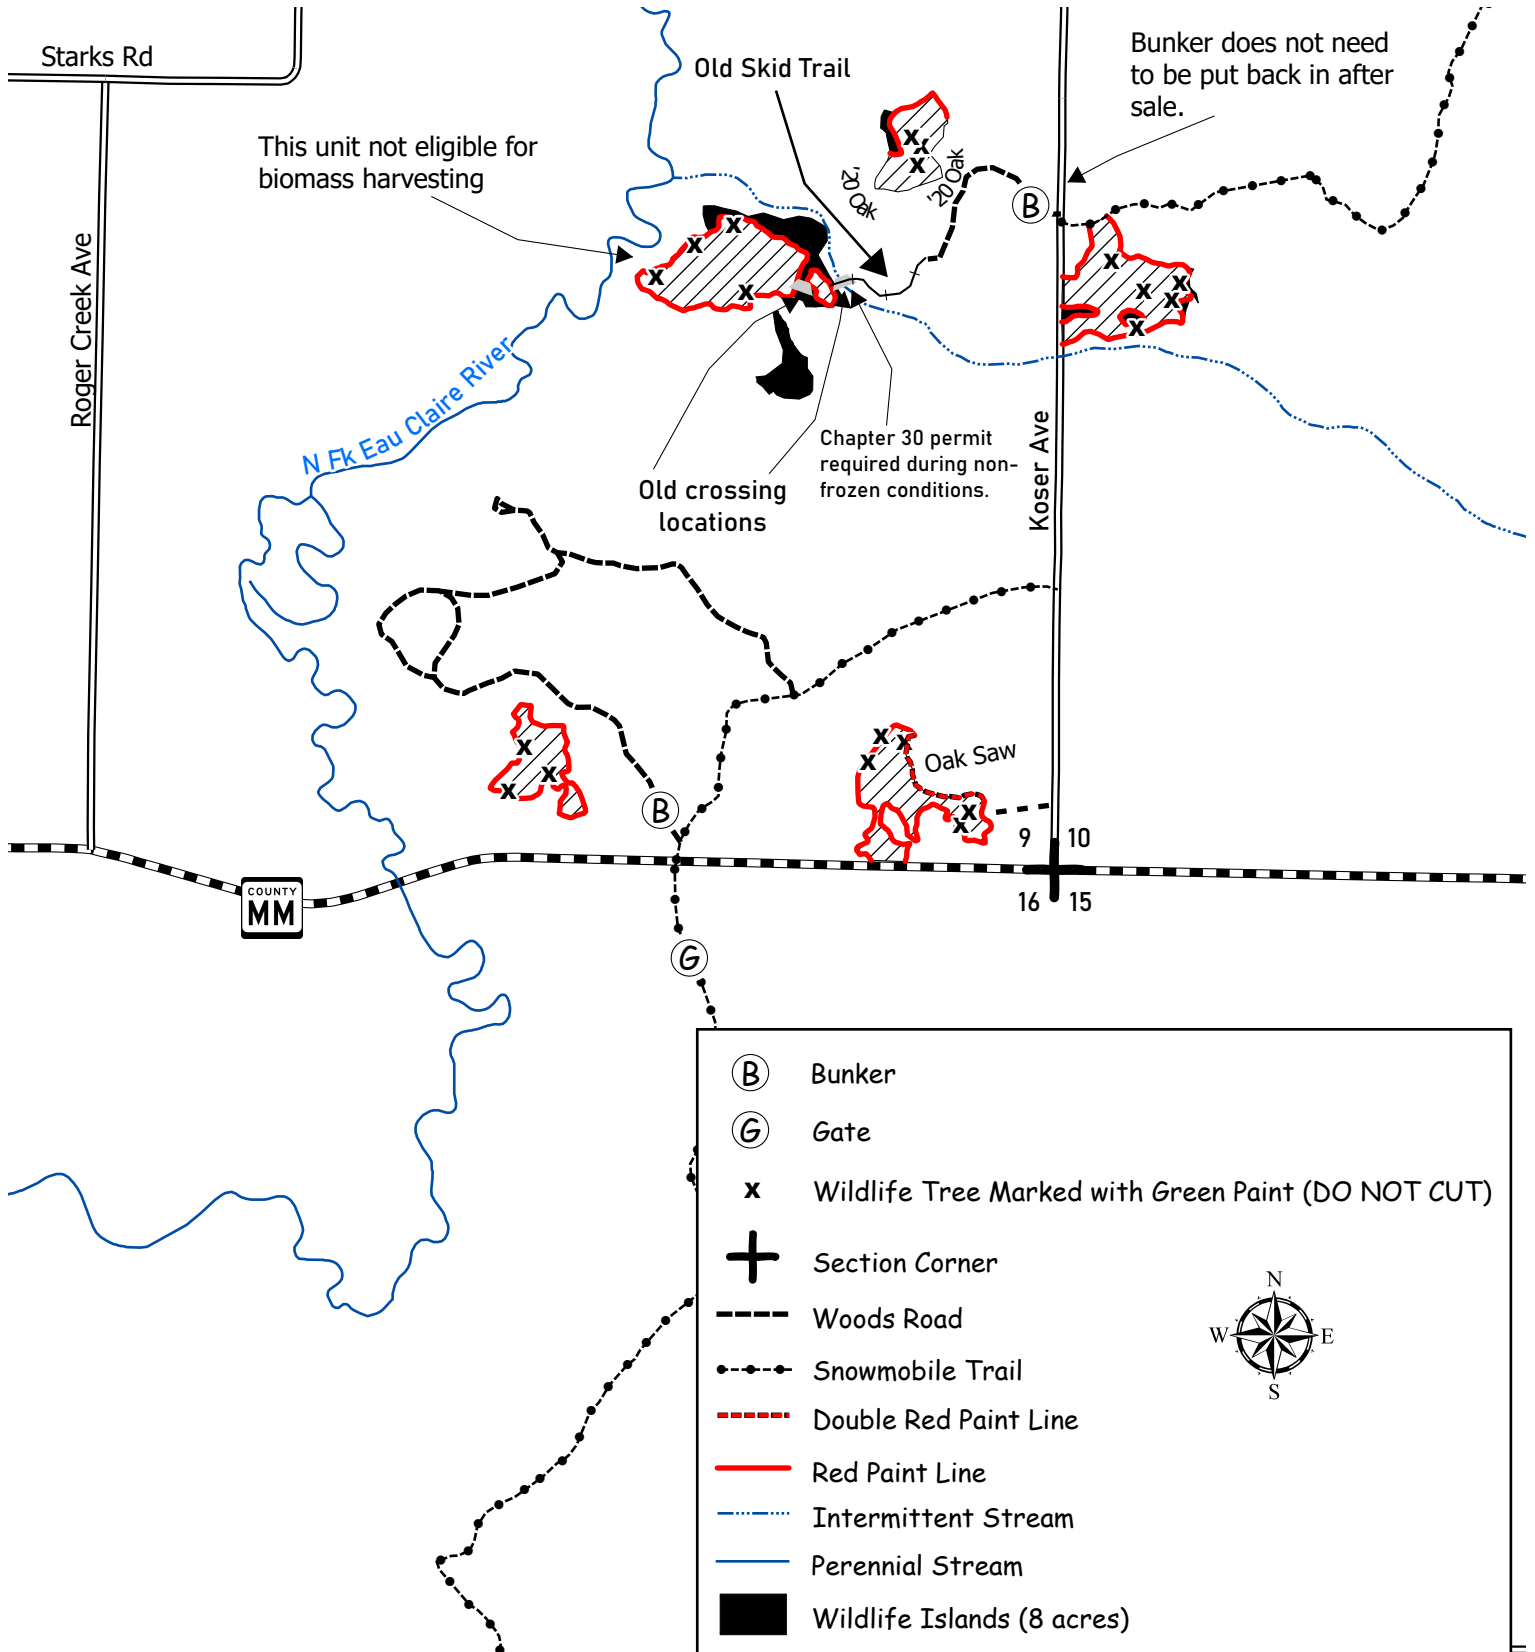 Starks Rd
Old Skid Trail
Bunker does not need
to be put back in after
sale.
This unit not eligible for
biomass harvesting
'20 Oak
'20 Oak
B
Roger Creek Ave
N Fk Eau Claire River
Koser Ave
Chapter 30 permit
required during non-
frozen conditions.
Old crossing
locations
Oak Saw
B
9 10
16 15
COUNTY
MM
G
B Bunker
G Gate
x Wildlife Tree Marked with Green Paint (DO NOT CUT)
Section Corner
Woods Road
Snowmobile Trail
Double Red Paint Line
Red Paint Line
Intermittent Stream
Perennial Stream
Wildlife Islands (8 acres)
N
W E
S